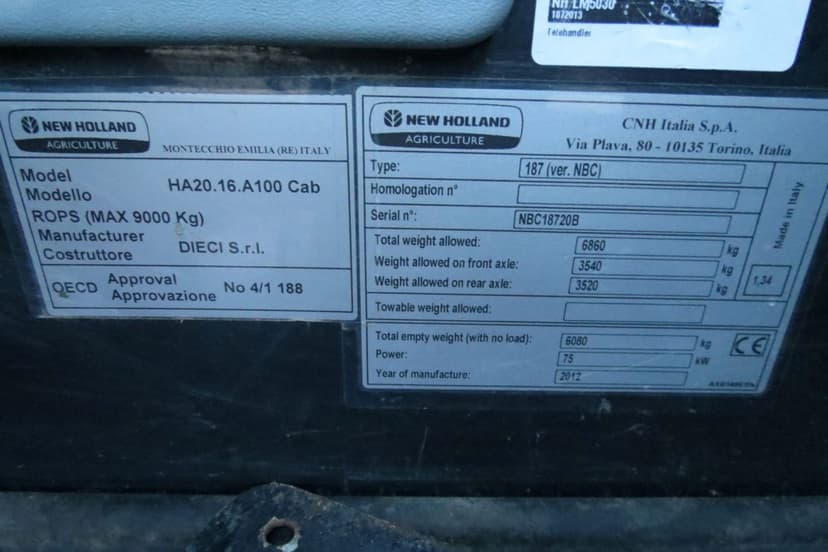 NH LM5030
1872013
Telehandler
NEW HOLLAND
AGRICULTURE
MONTECCHIO EMILIA (RE) ITALY
Model
Modello
HA20.16.A100 Cab
ROPS (MAX 9000 Kg)
Manufacturer
Costruttore
DIECI S.r.l.
OECD Approval
Approvazione
No 4/1 188
NEW HOLLAND
AGRICULTURE
CNH Italia S.p.A.
Via Plava, 80 - 10135 Torino, Italia
Type: 187 (ver. NBC)
Homologation n°
Serial n°: NBC18720B
Total weight allowed: 6860 kg
Weight allowed on front axle: 3540 kg
Weight allowed on rear axle: 3520 kg
Towable weight allowed:
Made in Italy
1,34
Total empty weight (with no load): 6080 kg
Power: 75 kW
Year of manufacture: 2012
CE